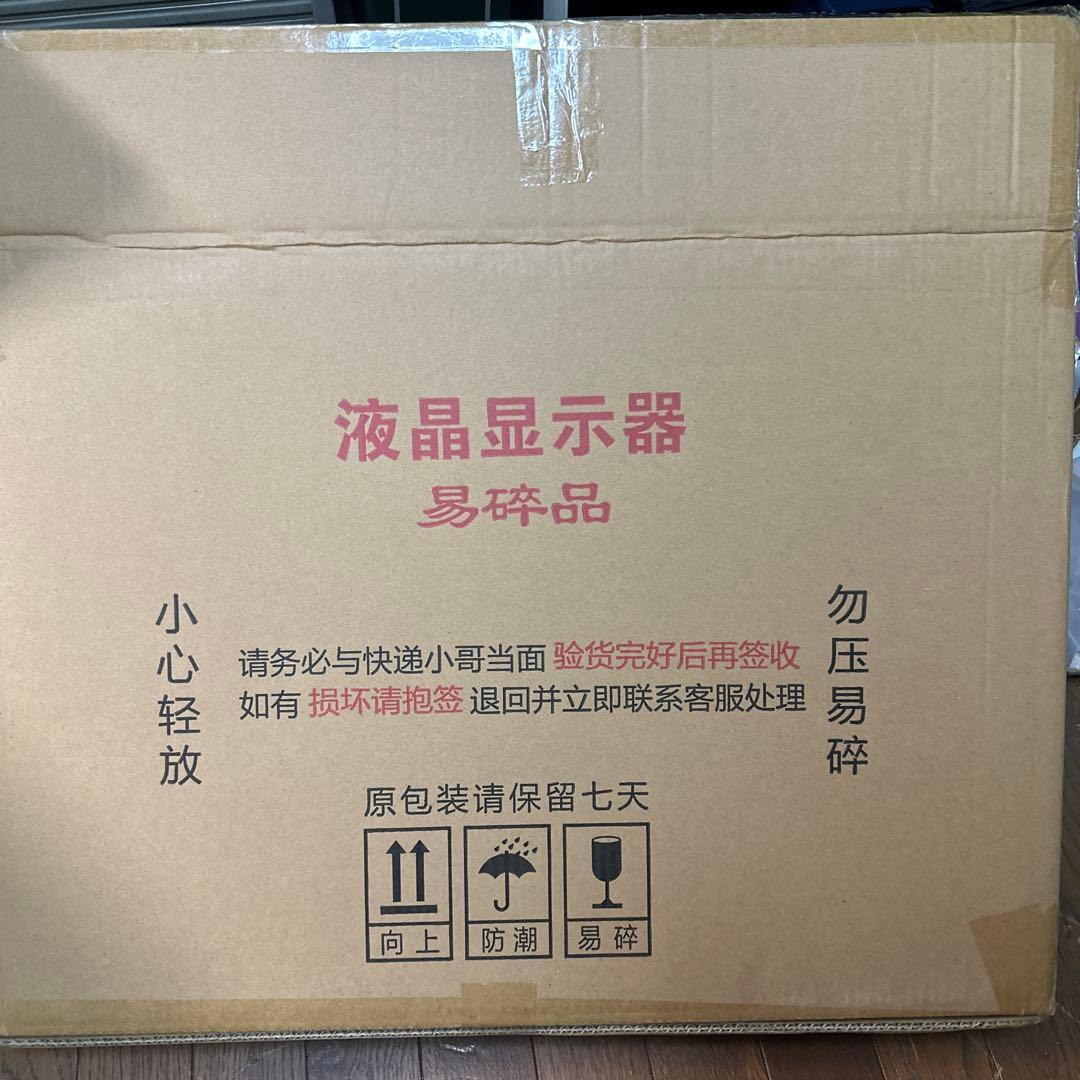 液晶显示器
易碎品
小心轻放
请务必与快递小哥当面 验货完好后再签收
如有 损坏请抱签 退回并立即联系客服处理
勿压易碎
原包装请保留七天
向上
防潮
易碎